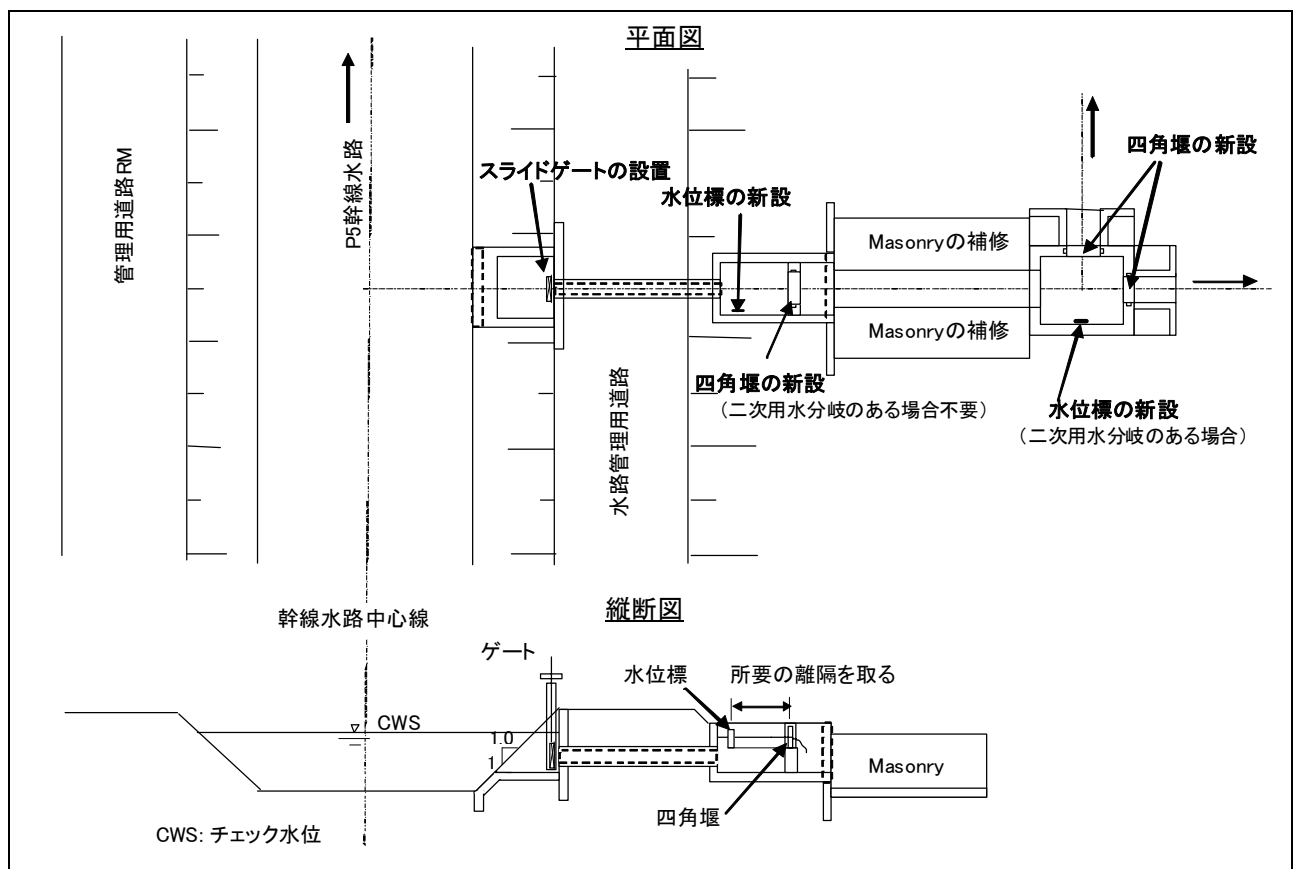 平面図
管理用道路RM
P5幹線水路
スライドゲートの設置
水位標の新設
四角堰の新設
Masonryの補修
Masonryの補修
四角堰の新設
（二次用水分岐のある場合不要）
水位標の新設
（二次用水分岐のある場合）
水路管理用道路
幹線水路中心線
縦断図
ゲート
水位標
所要の離隔を取る
CWS
1.0
1
Masonry
四角堰
CWS: チェック水位